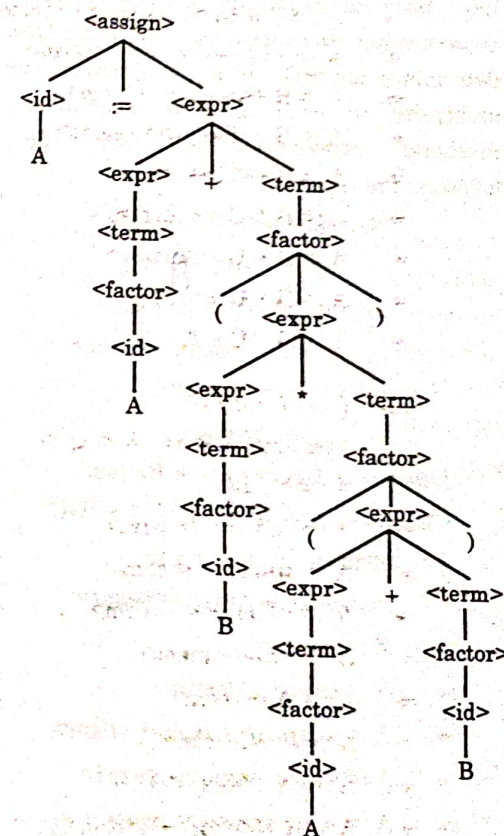 <assign>
<id> := <expr>
A
<expr> + <term>
<term> <factor>
<factor> ( <expr> )
<id>
A <expr> * <term>
<term> <factor>
<factor> ( <expr> )
<id> <expr> + <term>
B
<term> <factor>
<factor> <id>
<id> B
A